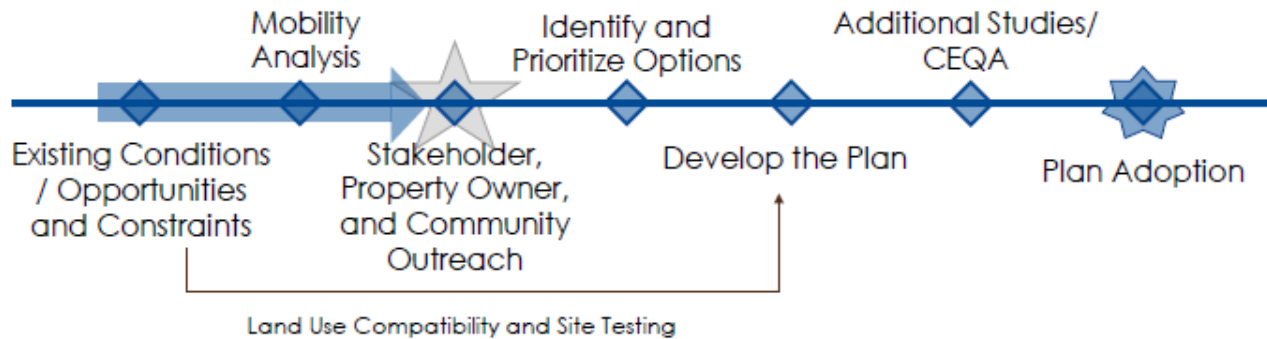 Mobility
Analysis
Identify and
Prioritize Options
Additional Studies/
CEQA
Existing Conditions
/ Opportunities
and Constraints
Stakeholder,
Property Owner,
and Community
Outreach
Develop the Plan
Plan Adoption
Land Use Compatibility and Site Testing